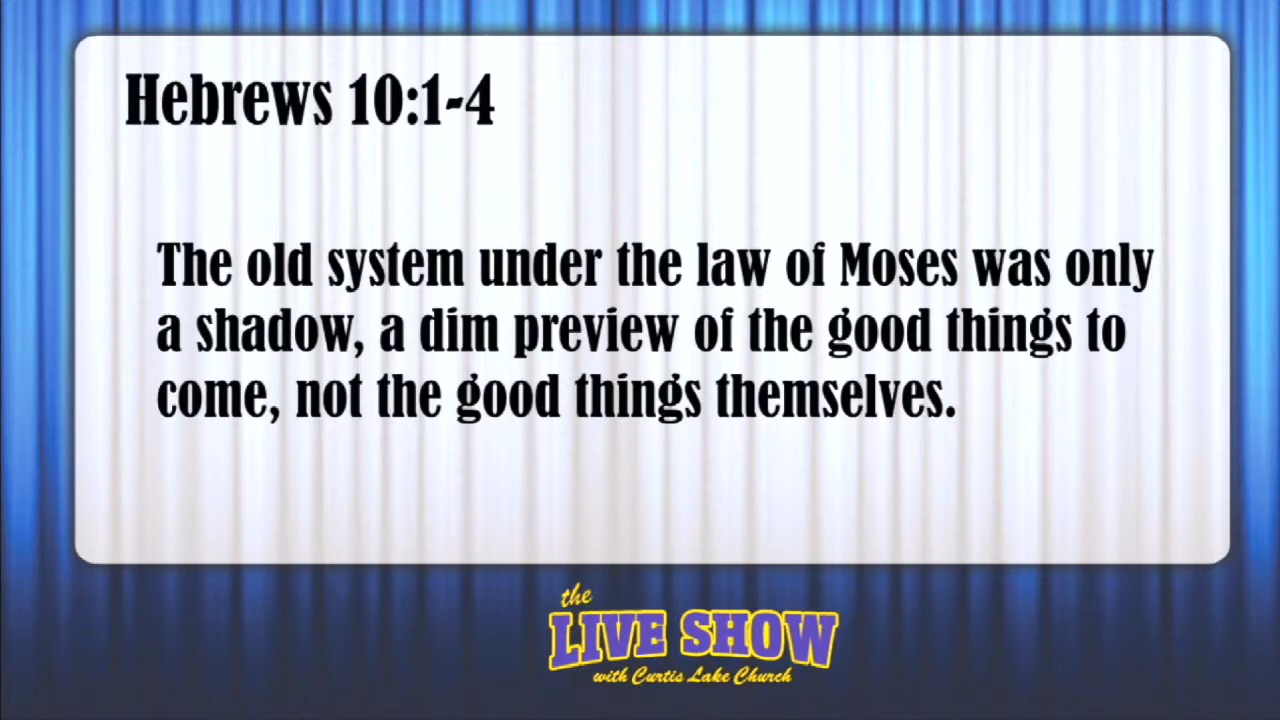 Hebrews 10:1-4
The old system under the law of Moses was only
a shadow, a dim preview of the good things to
come, not the good things themselves.
the
LIVE SHOW
with Curtis Lake Church